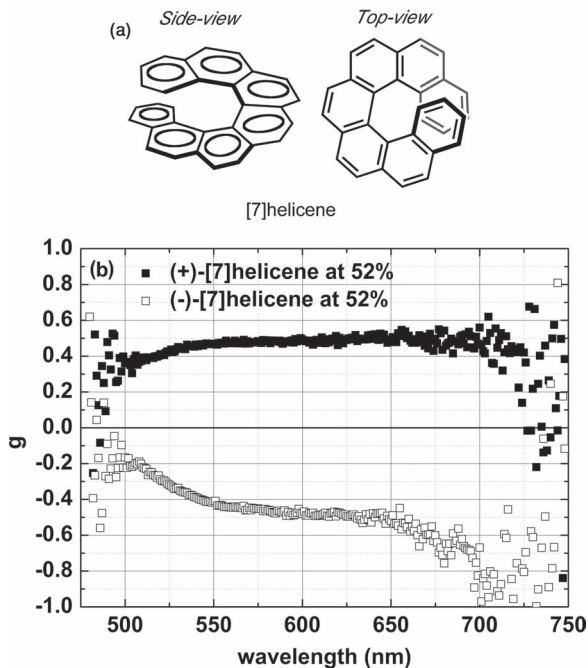 (a)
Side-view
Top-view
[7]helicene
(b)
(+)-[7]helicene at 52%
(-)-[7]helicene at 52%
1.0
0.8
0.6
0.4
0.2
0.0
-0.2
-0.4
-0.6
-0.8
-1.0
g
500
550
600
650
700
750
wavelength (nm)